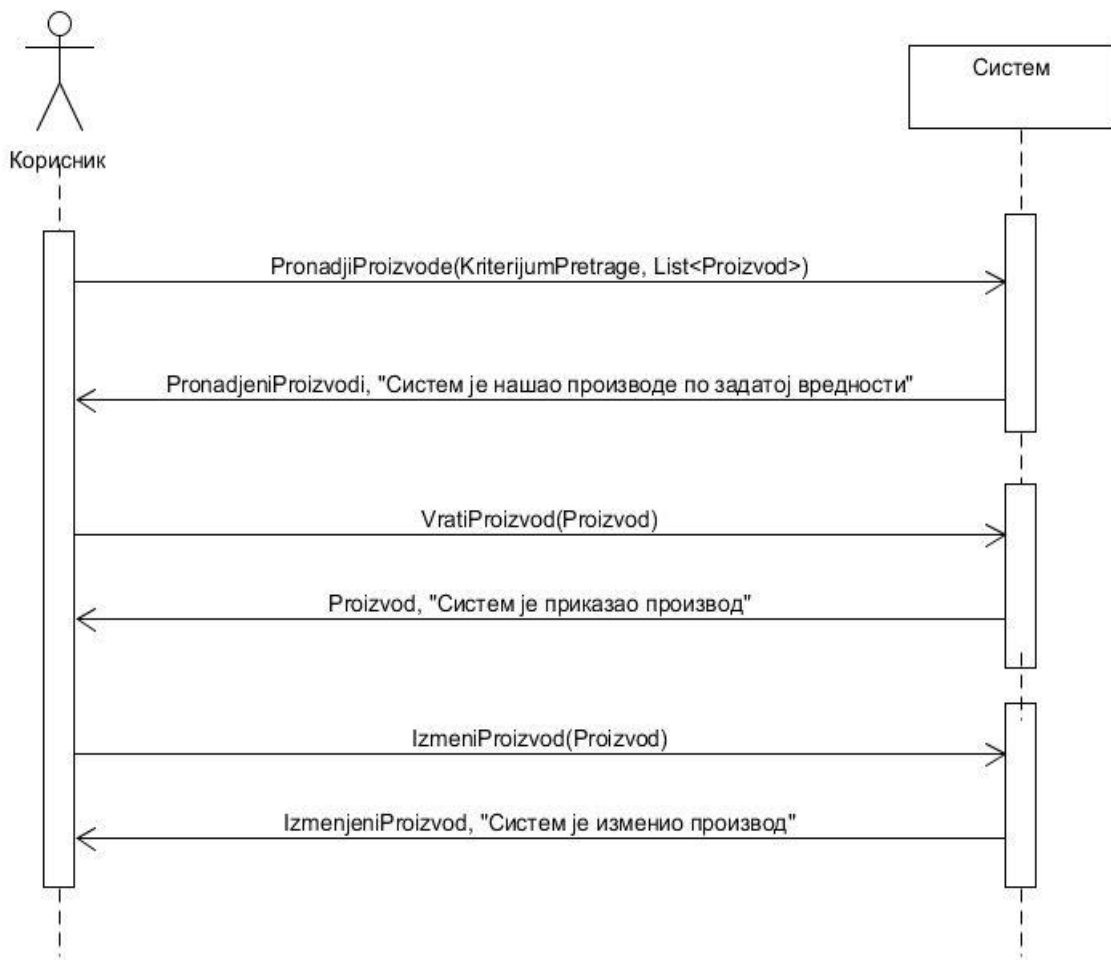 Систем
Корисник
PronadjiProizvode(KriterijumPretrage, List<Proizvod>)
PronadjeniProizvodi, "Систем је нашао производе по задатој вредности"
VratiProizvod(Proizvod)
Proizvod, "Систем је приказао производ"
IzmeniProizvod(Proizvod)
IzmenjeniProizvod, "Систем је изменио производ"